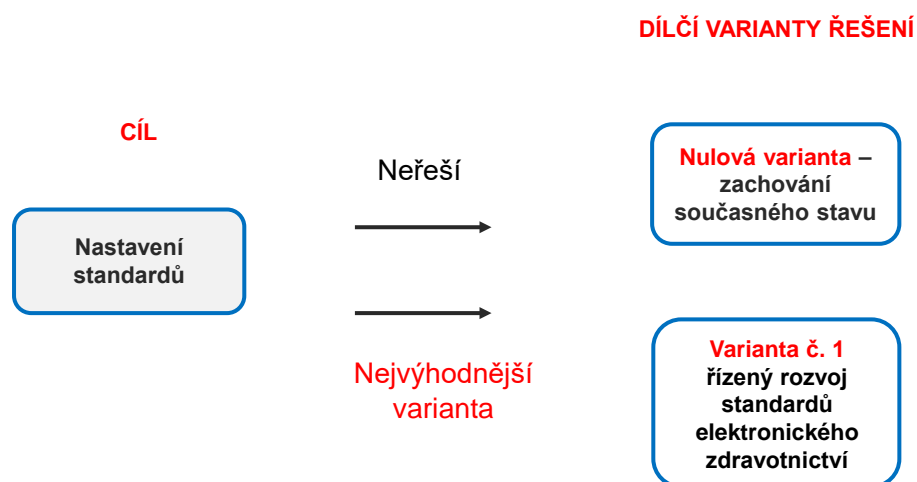 DÍLČÍ VARIANTY ŘEŠENÍ
CÍL
Nastavení
standardů
Neřeší
Nejvýhodnější
varianta
Nulová varianta –
zachování
současného stavu
Varianta č. 1
řízený rozvoj
standardů
elektronického
zdravotnictví